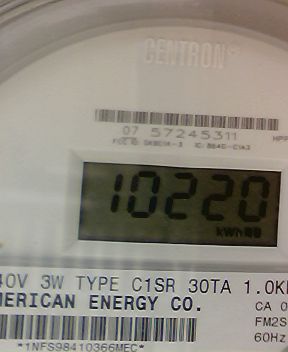 CENTRON®
07 57245311
10220
kWh
40V 3W TYPE C1SR 30TA 1.0K
MERICAN ENERGY CO.
CA 0
FM2S
60Hz
*1NFS98410366MEC*